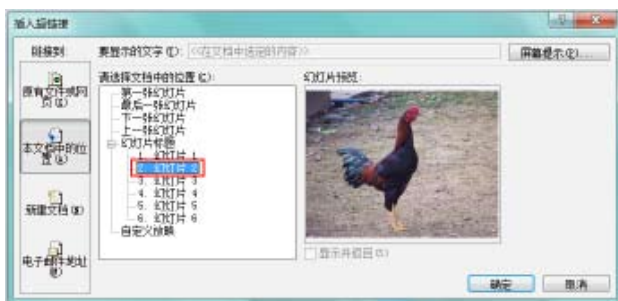 插入超链接
链接到:
要显示的文字(T): <<在文档中选定的内容>>
屏幕提示(P)...
原有文件或网页(X)
本文档中的位置(A)
新建文档(N)
电子邮件地址(M)
请选择文档中的位置(C):
第一张幻灯片
最后一张幻灯片
下一张幻灯片
上一张幻灯片
幻灯片标题
1. 幻灯片 1
2. 幻灯片 2
3. 幻灯片 3
4. 幻灯片 4
5. 幻灯片 5
6. 幻灯片 6
自定义放映
幻灯片预览:
显示并返回(S)
确定
取消